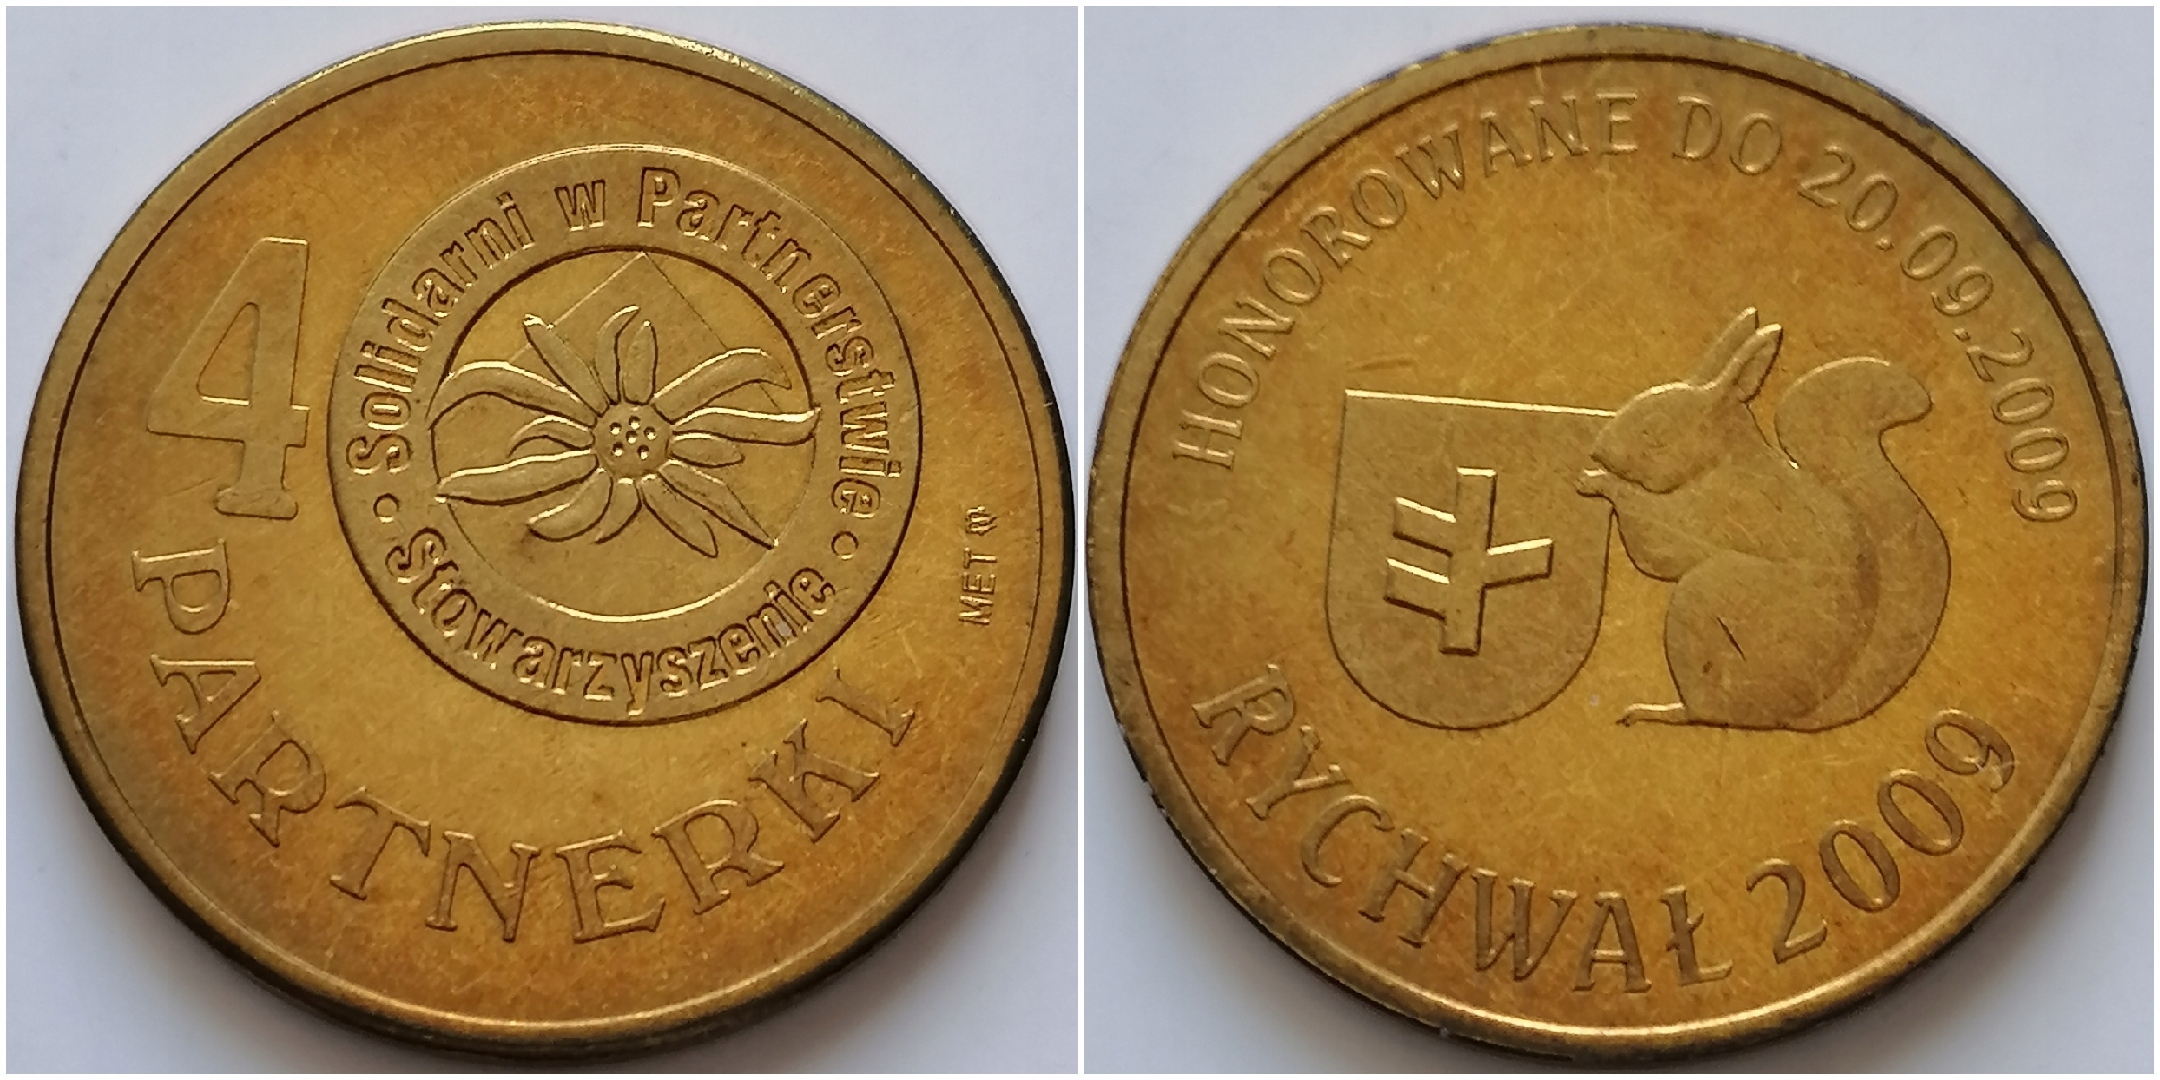 4
PARTNERKI
Solidarni w Partnerstwie
• Stowarzyszenie •
MET
HONOROWANE DO 20.09.2009
RYCHWAŁ 2009